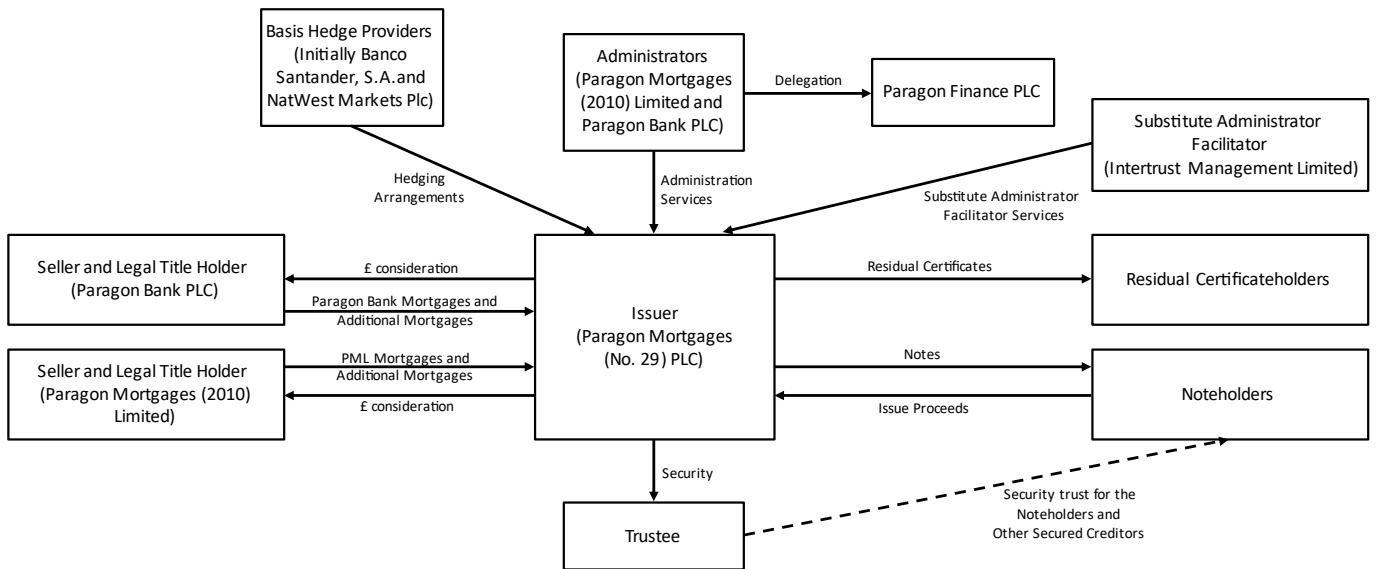 Basis Hedge Providers
(Initially Banco
Santander, S.A.and
NatWest Markets Plc)
Administrators
(Paragon Mortgages
(2010) Limited and
Paragon Bank PLC)
Delegation
Paragon Finance PLC
Substitute Administrator
Facilitator
(Intertrust Management Limited)
Hedging
Arrangements
Administration
Services
Substitute Administrator
Facilitator Services
Seller and Legal Title Holder
(Paragon Bank PLC)
£ consideration
Paragon Bank Mortgages and
Additional Mortgages
Issuer
(Paragon Mortgages
(No. 29) PLC)
Residual Certificates
Residual Certificateholders
Seller and Legal Title Holder
(Paragon Mortgages (2010)
Limited)
PML Mortgages and
Additional Mortgages
£ consideration
Notes
Issue Proceeds
Noteholders
Security
Trustee
Security trust for the
Noteholders and
Other Secured Creditors